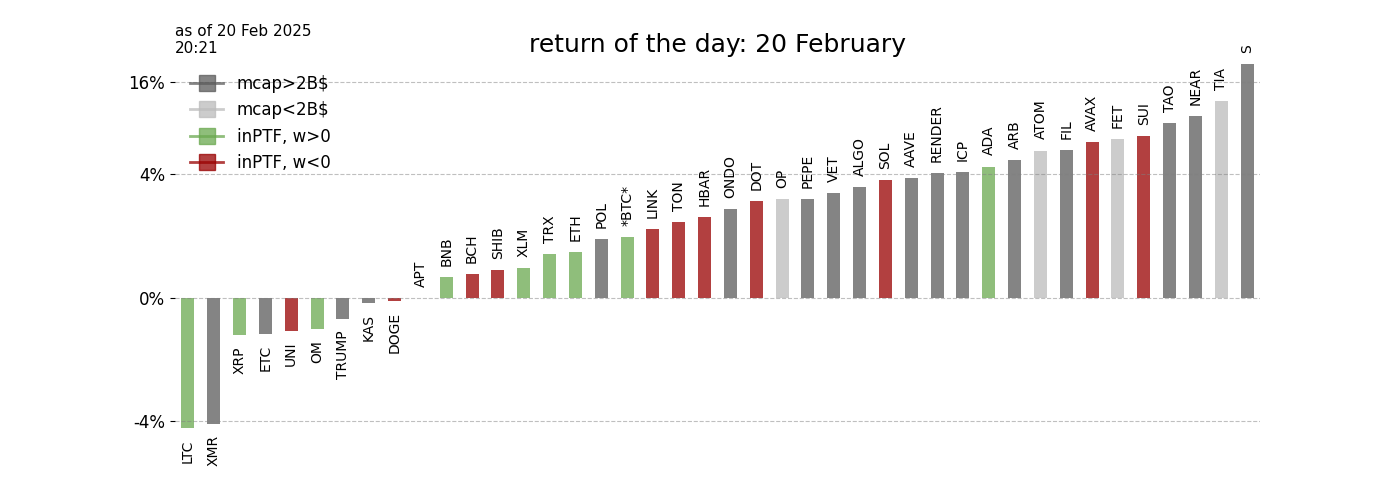 as of 20 Feb 2025
20:21
return of the day: 20 February
16%
4%
0%
-4%
mcap>2B$
mcap<2B$
inPTF, w>0
inPTF, w<0
LTC
XMR
XRP
ETC
UNI
OM
TRUMP
KAS
DOGE
APT
BNB
BCH
SHIB
XLM
TRX
ETH
POL
*BTC*
LINK
TON
HBAR
ONDO
DOT
OP
PEPE
VET
ALGO
SOL
AAVE
RENDER
ICP
ADA
ARB
ATOM
FIL
AVAX
FET
SUI
TAO
NEAR
TIA
S